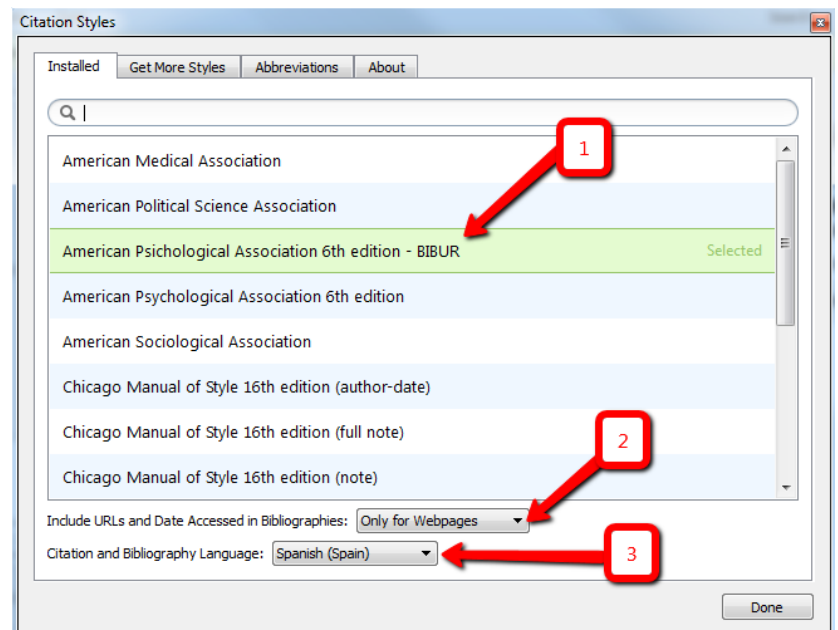 Citation Styles
Installed Get More Styles Abbreviations About
1
American Medical Association
American Political Science Association
American Psichological Association 6th edition - BIBUR Selected
American Psychological Association 6th edition
American Sociological Association
Chicago Manual of Style 16th edition (author-date)
Chicago Manual of Style 16th edition (full note)
2
Chicago Manual of Style 16th edition (note)
Include URLs and Date Accessed in Bibliographies: Only for Webpages
Citation and Bibliography Language: Spanish (Spain)
3
Done